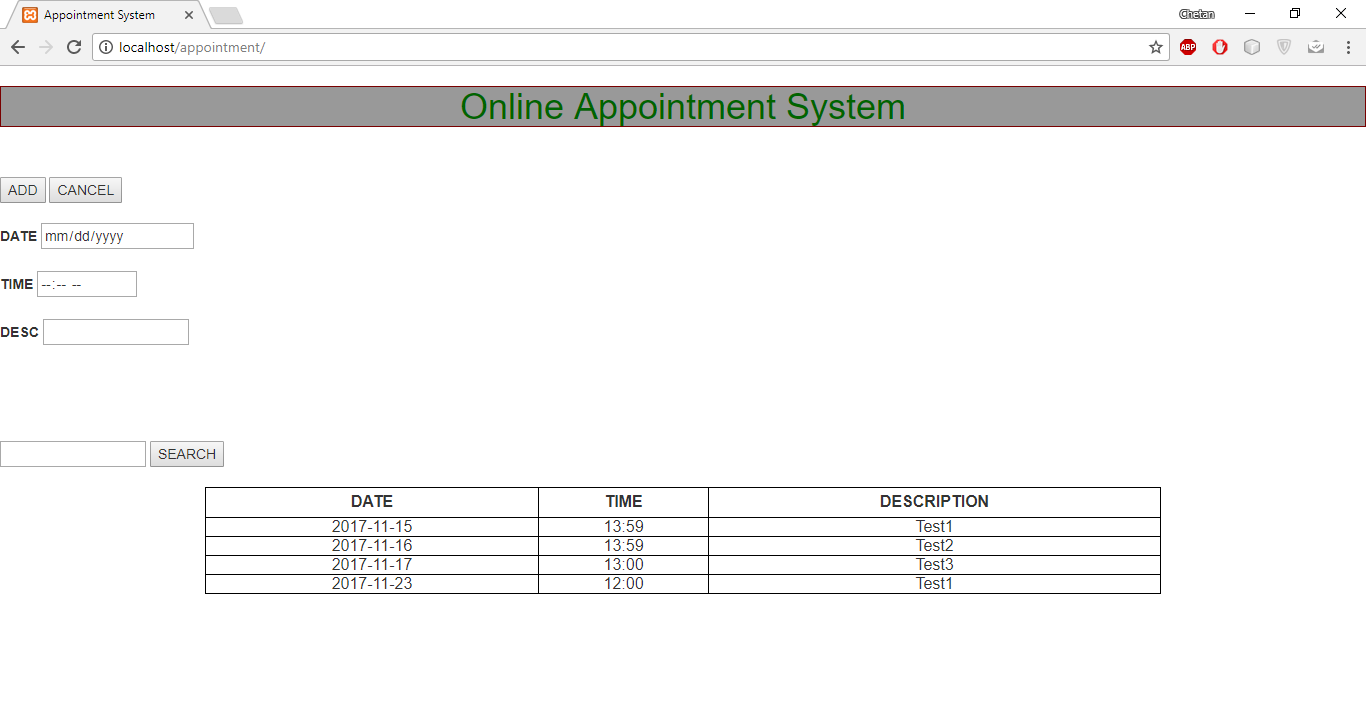 Appointment System
Chetan
localhost/appointment/
ABP
Online Appointment System
ADD CANCEL
DATE mm/dd/yyyy
TIME --:-- --
DESC
SEARCH
DATE TIME DESCRIPTION
2017-11-15 13:59 Test1
2017-11-16 13:59 Test2
2017-11-17 13:00 Test3
2017-11-23 12:00 Test1